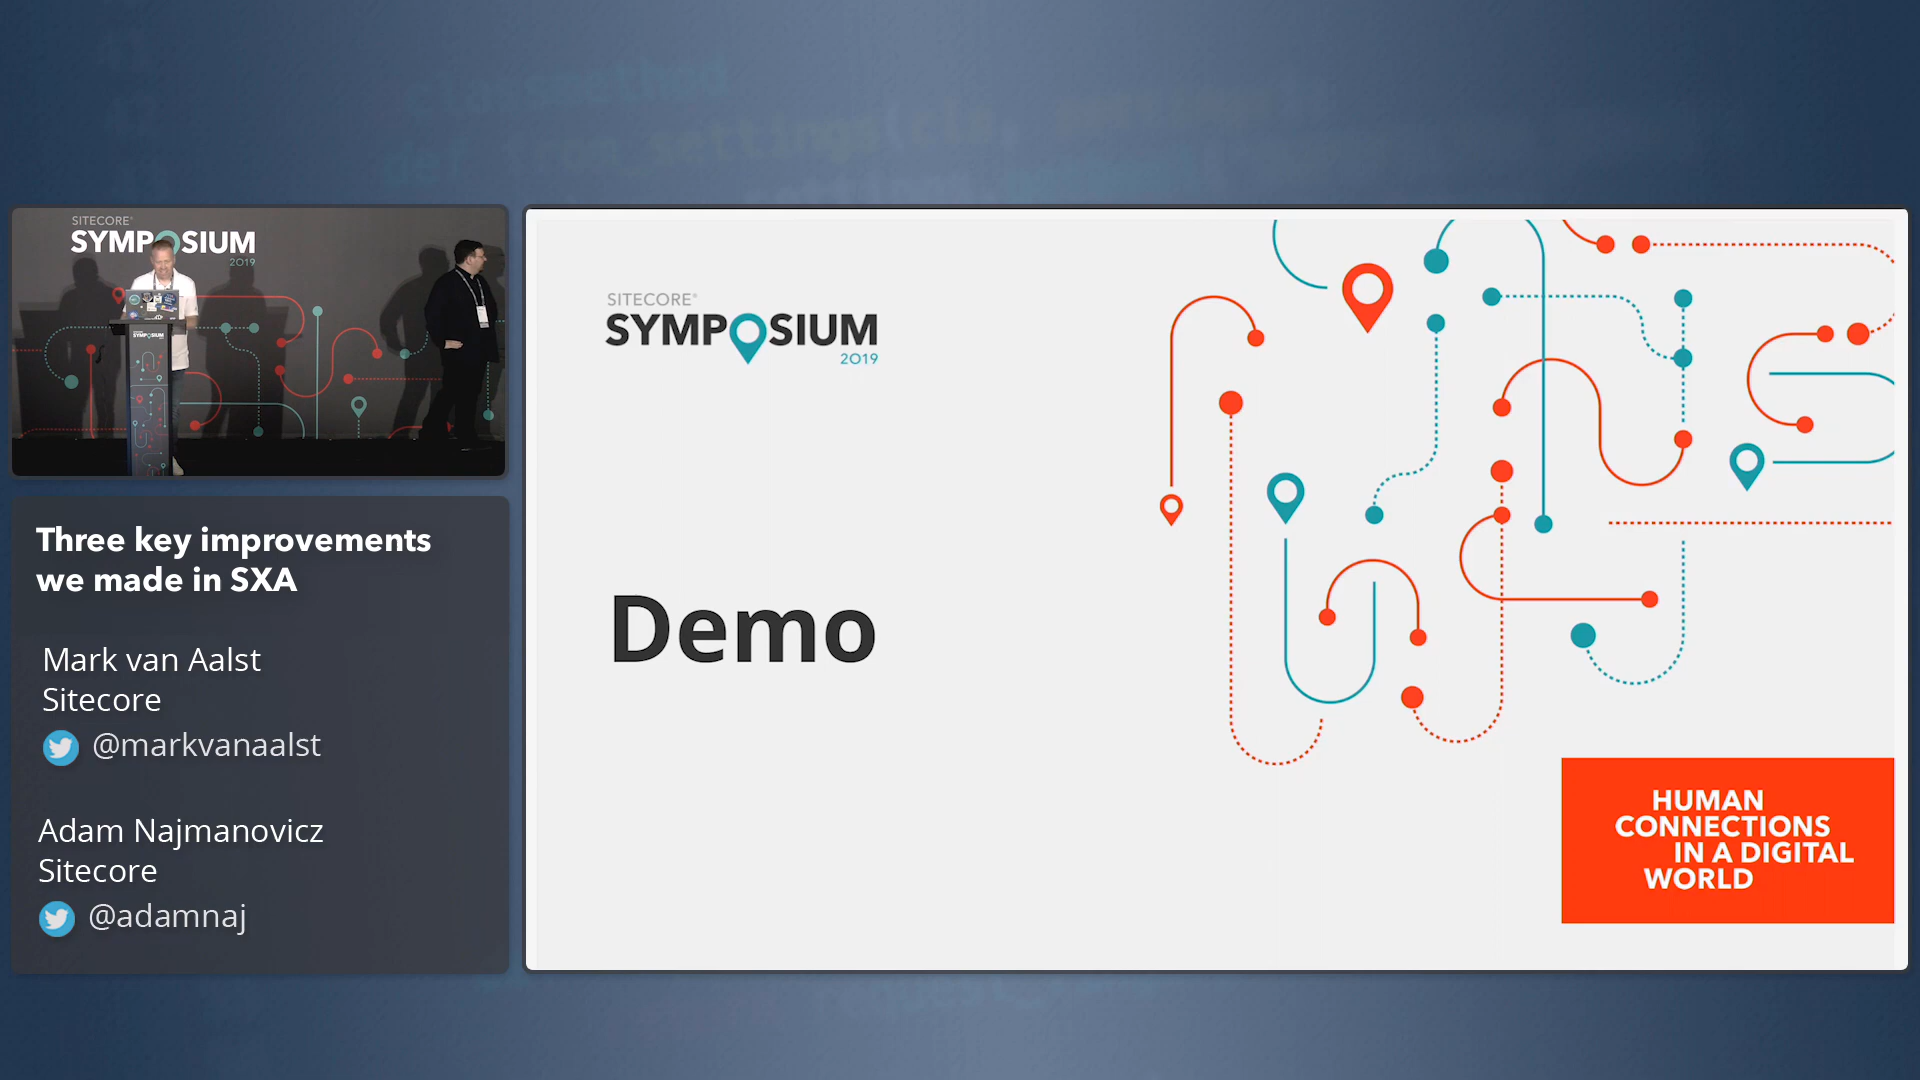 SITECORE®
SYMPOSIUM
2019
SYMPOSIUM
Three key improvements
we made in SXA
Mark van Aalst
Sitecore
@markvanaalst
Adam Najmanovicz
Sitecore
@adamnaj
SITECORE®
SYMPOSIUM
2019
Demo
HUMAN
CONNECTIONS
IN A DIGITAL
WORLD